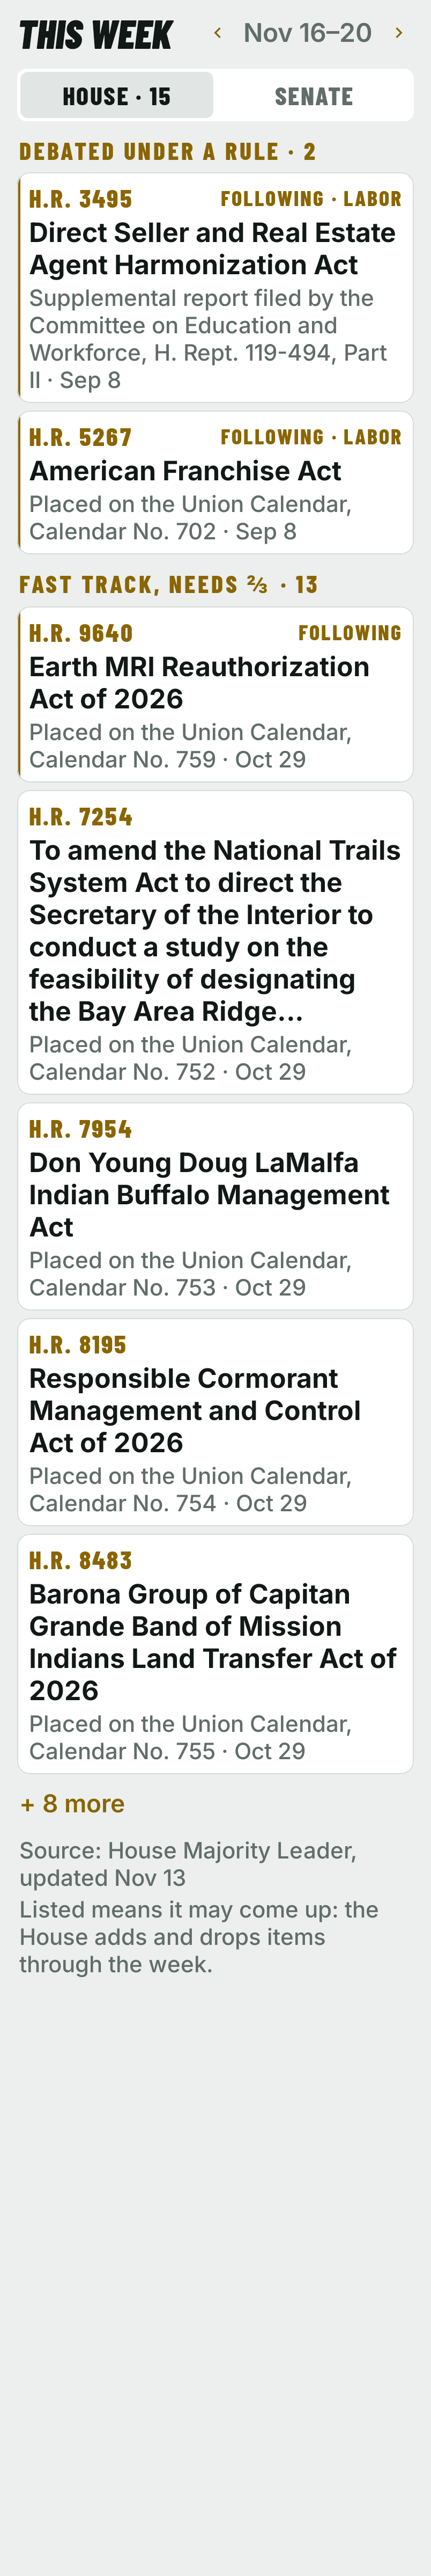 THIS WEEK
‹ Nov 16–20 ›
HOUSE · 15
SENATE
DEBATED UNDER A RULE · 2
H.R. 3495
FOLLOWING · LABOR
Direct Seller and Real Estate
Agent Harmonization Act
Supplemental report filed by the
Committee on Education and
Workforce, H. Rept. 119-494, Part
II · Sep 8
H.R. 5267
FOLLOWING · LABOR
American Franchise Act
Placed on the Union Calendar,
Calendar No. 702 · Sep 8
FAST TRACK, NEEDS ⅔ · 13
H.R. 9640
FOLLOWING
Earth MRI Reauthorization
Act of 2026
Placed on the Union Calendar,
Calendar No. 759 · Oct 29
H.R. 7254
To amend the National Trails
System Act to direct the
Secretary of the Interior to
conduct a study on the
feasibility of designating
the Bay Area Ridge...
Placed on the Union Calendar,
Calendar No. 752 · Oct 29
H.R. 7954
Don Young Doug LaMalfa
Indian Buffalo Management
Act
Placed on the Union Calendar,
Calendar No. 753 · Oct 29
H.R. 8195
Responsible Cormorant
Management and Control
Act of 2026
Placed on the Union Calendar,
Calendar No. 754 · Oct 29
H.R. 8483
Barona Group of Capitan
Grande Band of Mission
Indians Land Transfer Act of
2026
Placed on the Union Calendar,
Calendar No. 755 · Oct 29
+ 8 more
Source: House Majority Leader,
updated Nov 13
Listed means it may come up: the
House adds and drops items
through the week.